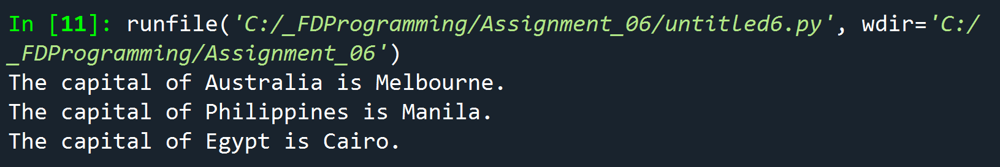 In [11]: runfile('C:/_FDProgramming/Assignment_06/untitled6.py', wdir='C:/
_FDProgramming/Assignment_06')
The capital of Australia is Melbourne.
The capital of Philippines is Manila.
The capital of Egypt is Cairo.